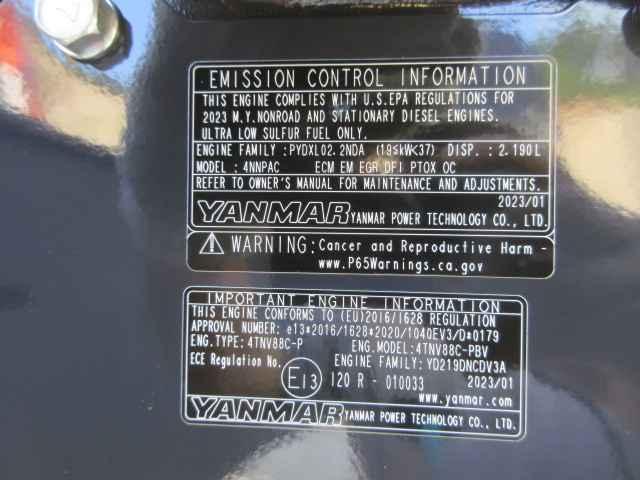 EMISSION CONTROL INFORMATION
THIS ENGINE COMPLIES WITH U.S.EPA REGULATIONS FOR
2023 M.Y.NONROAD AND STATIONARY DIESEL ENGINES.
ULTRA LOW SULFUR FUEL ONLY.
ENGINE FAMILY : PYDXL02.2NDA (19≤kW<37) DISP. : 2.190L
MODEL : 4NNPAC ECM EM EGR DFI PTOX OC
REFER TO OWNER'S MANUAL FOR MAINTENANCE AND ADJUSTMENTS.
2023/01
YANMAR YANMAR POWER TECHNOLOGY CO., LTD.
WARNING: Cancer and Reproductive Harm -
www.P65Warnings.ca.gov
IMPORTANT ENGINE INFORMATION
THIS ENGINE CONFORMS TO (EU)2016/1628 REGULATION
APPROVAL NUMBER: e13*2016/1628*2020/1040EV3/D*0179
ENG.TYPE: 4TNV88C-P ENG.MODEL: 4TNV88C-PBV
ECE Regulation No. ENGINE FAMILY: YD219DNCDV3A
E13 120 R - 010033 2023/01
www.yanmar.com
YANMAR YANMAR POWER TECHNOLOGY CO., LTD.